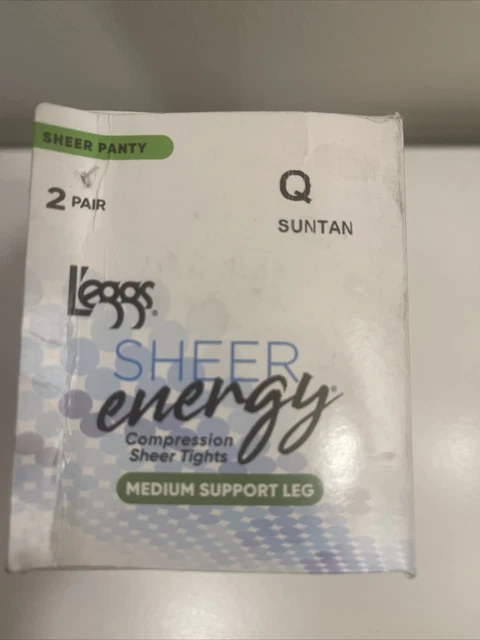 SHEER PANTY
2 PAIR
Q
SUNTAN
L'eggs®
SHEER
energy®
Compression
Sheer Tights
MEDIUM SUPPORT LEG